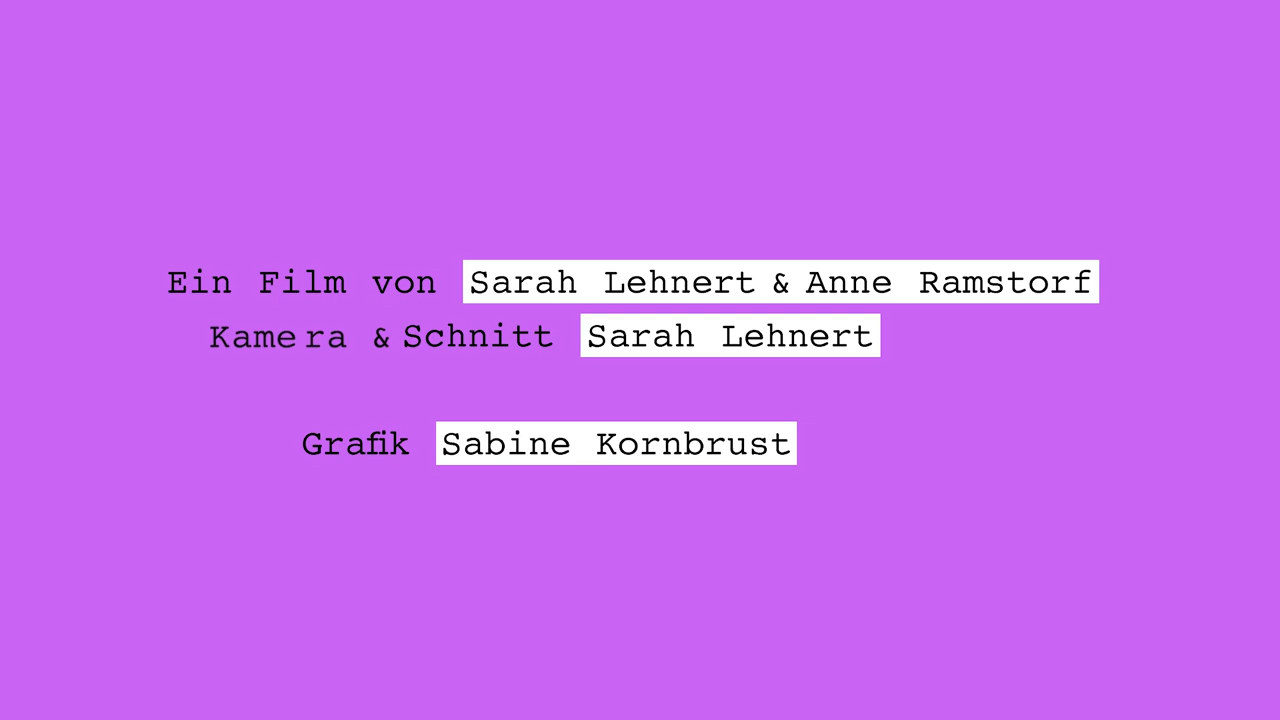 Ein Film von Sarah Lehnert & Anne Ramstorf
Kamera & Schnitt Sarah Lehnert
Grafik Sabine Kornbrust